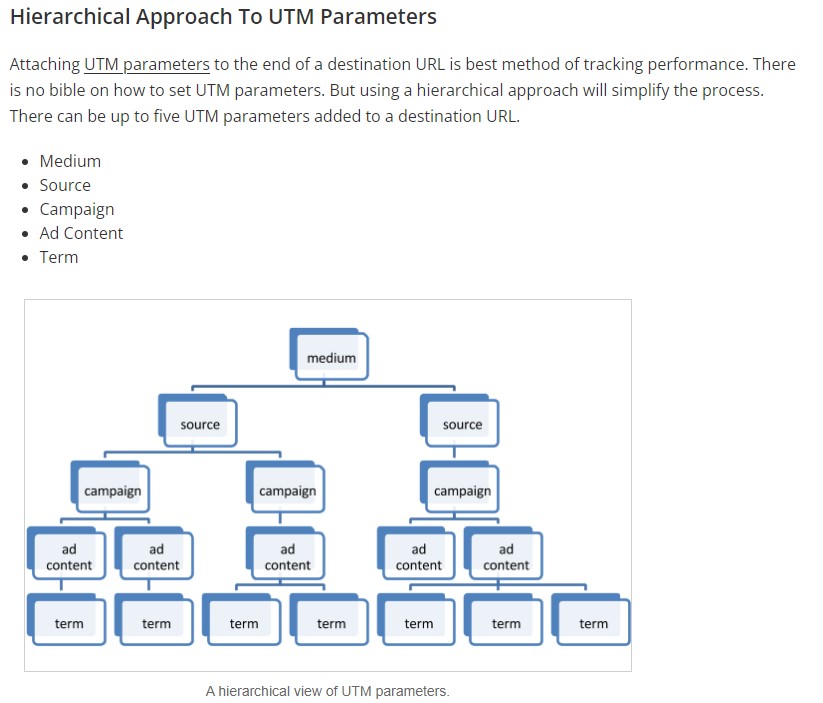 Hierarchical Approach To UTM Parameters
Attaching UTM parameters to the end of a destination URL is best method of tracking performance. There
is no bible on how to set UTM parameters. But using a hierarchical approach will simplify the process.
There can be up to five UTM parameters added to a destination URL.
• Medium
• Source
• Campaign
• Ad Content
• Term
medium
source source
campaign campaign campaign
ad ad ad ad ad
content content content content content
term term term term term term term
A hierarchical view of UTM parameters.